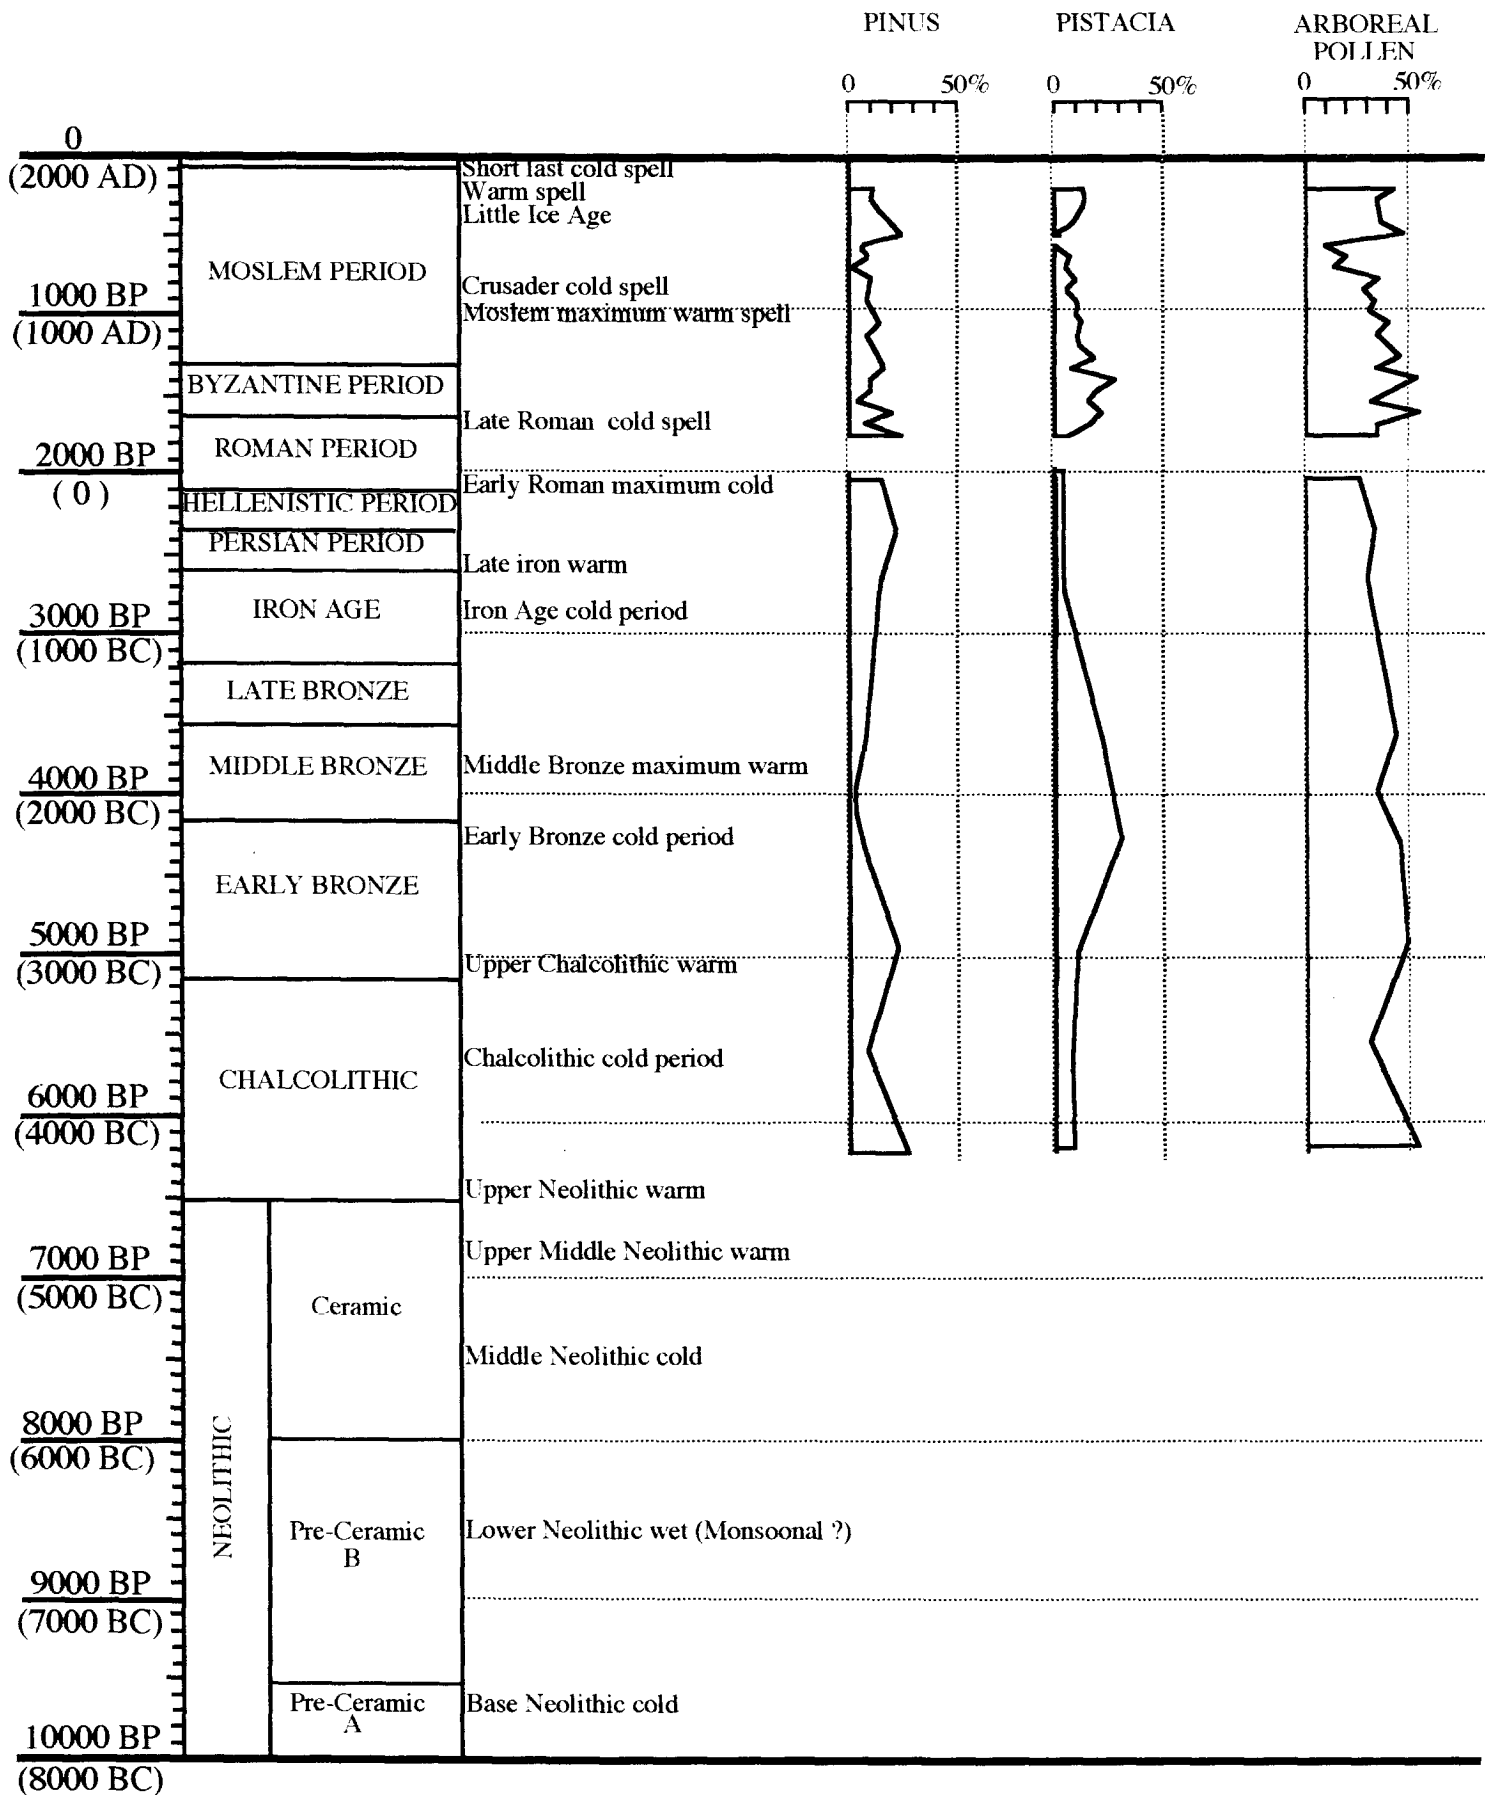 PINUS
PISTACIA
ARBOREAL
POLLEN
0
50%
0
50%
0
50%
0
(2000 AD)
Short last cold spell
Warm spell
Little Ice Age
MOSLEM PERIOD
Crusader cold spell
1000 BP
Moslem maximum warm spell
(1000 AD)
BYZANTINE PERIOD
Late Roman cold spell
ROMAN PERIOD
2000 BP
( 0 )
Early Roman maximum cold
HELLENISTIC PERIOD
PERSIAN PERIOD
Late iron warm
IRON AGE
Iron Age cold period
3000 BP
(1000 BC)
LATE BRONZE
MIDDLE BRONZE
Middle Bronze maximum warm
4000 BP
(2000 BC)
Early Bronze cold period
EARLY BRONZE
5000 BP
(3000 BC)
Upper Chalcolithic warm
Chalcolithic cold period
CHALCOLITHIC
6000 BP
(4000 BC)
Upper Neolithic warm
Upper Middle Neolithic warm
7000 BP
(5000 BC)
Ceramic
Middle Neolithic cold
8000 BP
(6000 BC)
NEOLITHIC
Pre-Ceramic
B
Lower Neolithic wet (Monsoonal ?)
9000 BP
(7000 BC)
Pre-Ceramic
A
Base Neolithic cold
10000 BP
(8000 BC)